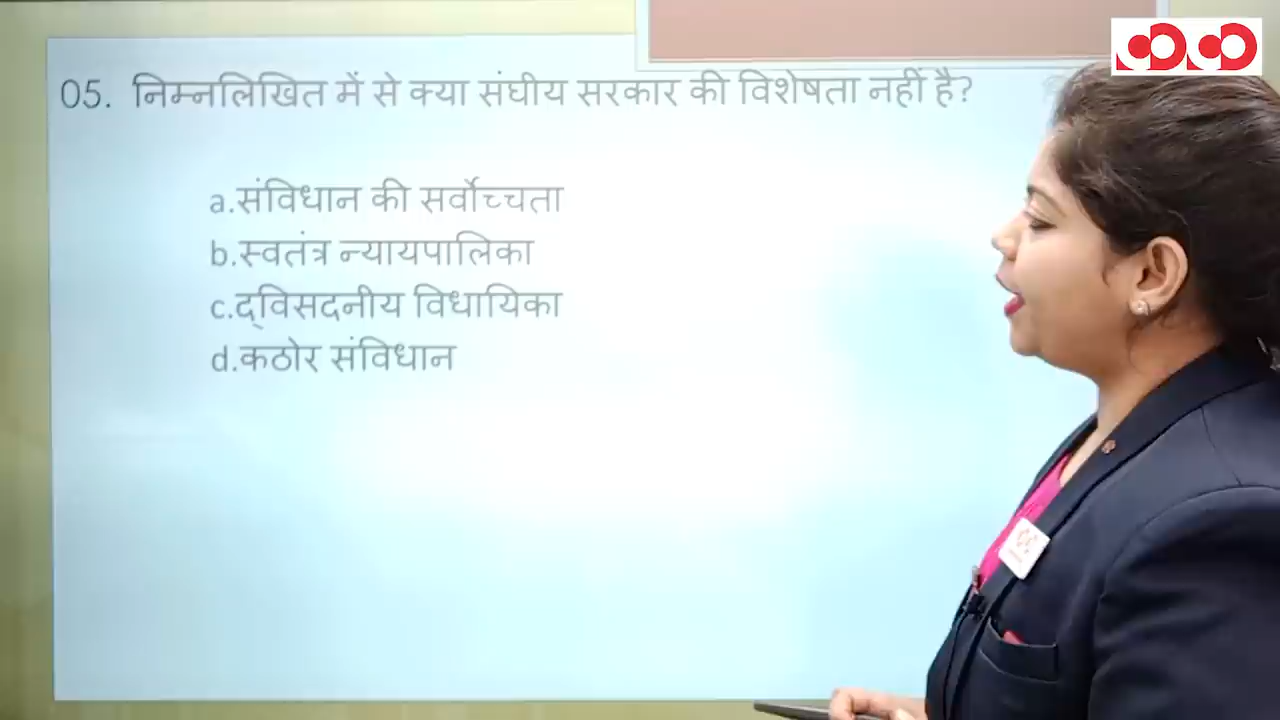 05. निम्नलिखित में से क्या संघीय सरकार की विशेषता नहीं है?
a.संविधान की सर्वोच्चता
b.स्वतंत्र न्यायपालिका
c.द्विसदनीय विधायिका
d.कठोर संविधान